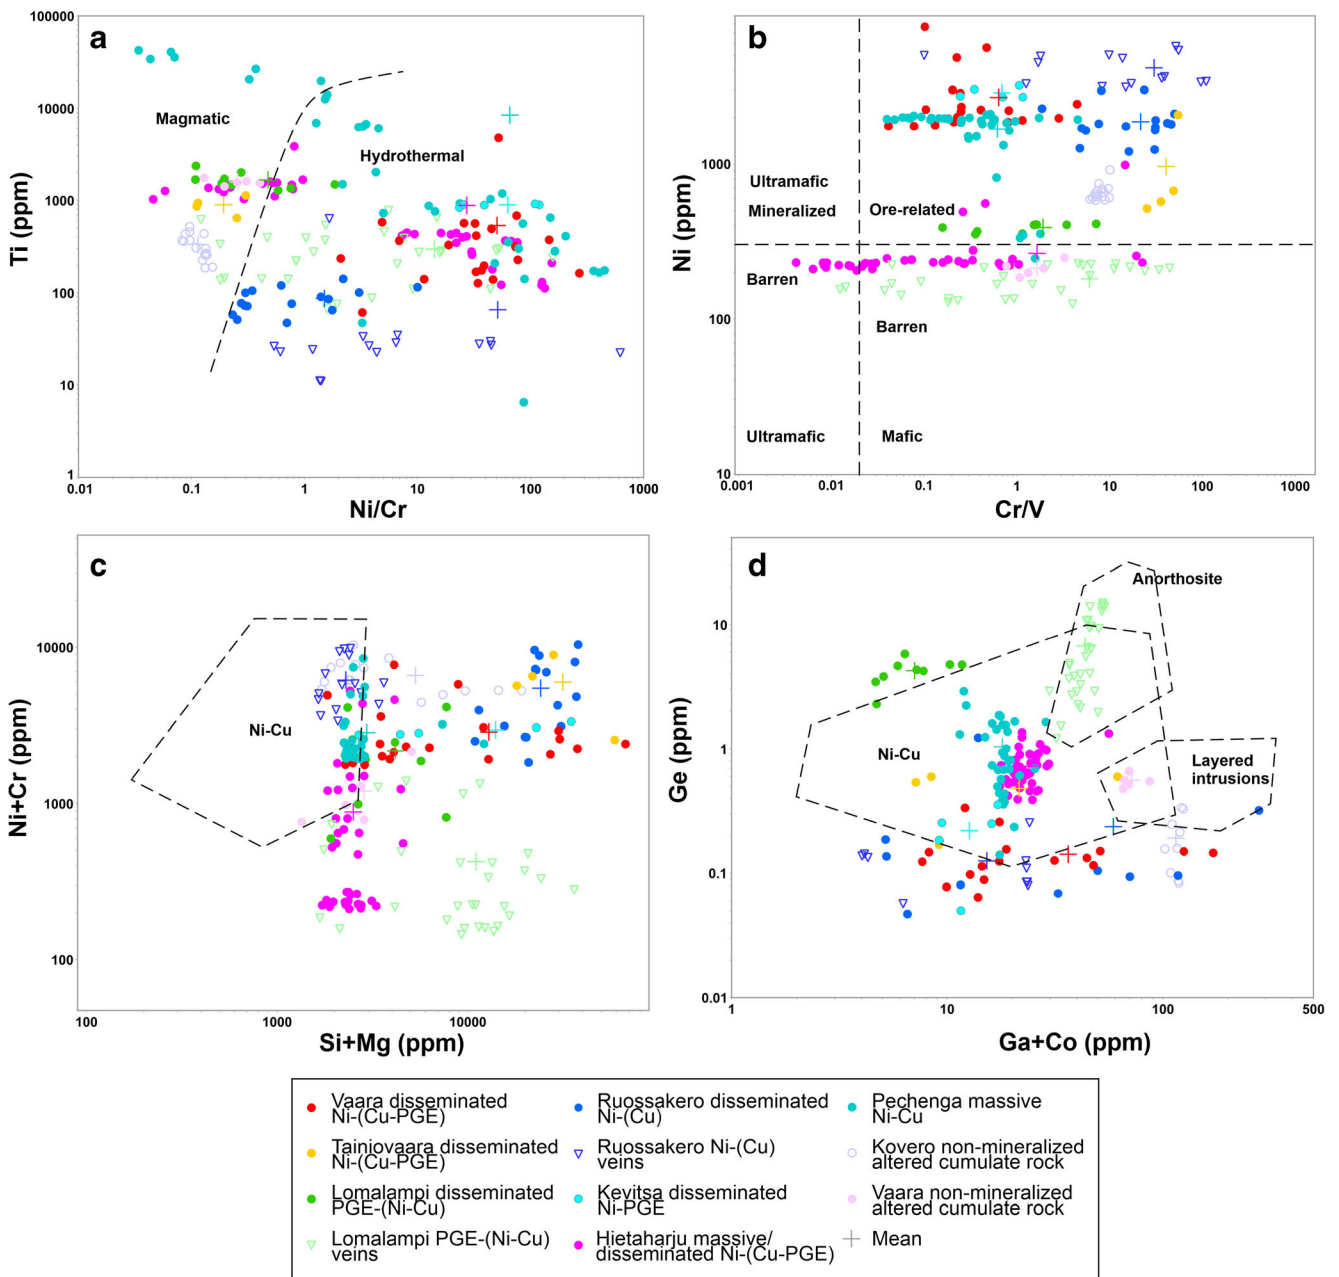 a
100000
10000
1000
100
10
1
Ti (ppm)
Magmatic
Hydrothermal
0.01
0.1
1
10
100
1000
Ni/Cr
b
1000
100
10
Ni (ppm)
Ultramafic
Mineralized
Ore-related
Barren
Barren
Ultramafic
Mafic
0.001
0.01
0.1
1
10
100
1000
Cr/V
c
10000
1000
100
Ni+Cr (ppm)
Ni-Cu
100
1000
10000
Si+Mg (ppm)
d
10
1
0.1
0.01
Ge (ppm)
Anorthosite
Ni-Cu
Layered
intrusions
1
10
100
500
Ga+Co (ppm)
Vaara disseminated
Ni-(Cu-PGE)
Tainiovaara disseminated
Ni-(Cu-PGE)
Lomalampi disseminated
PGE-(Ni-Cu)
Lomalampi PGE-(Ni-Cu)
veins
Ruossakero disseminated
Ni-(Cu)
Ruossakero Ni-(Cu)
veins
Kevitsa disseminated
Ni-PGE
Hietaharju massive/
disseminated Ni-(Cu-PGE)
Pechenga massive
Ni-Cu
Kovero non-mineralized
altered cumulate rock
Vaara non-mineralized
altered cumulate rock
Mean